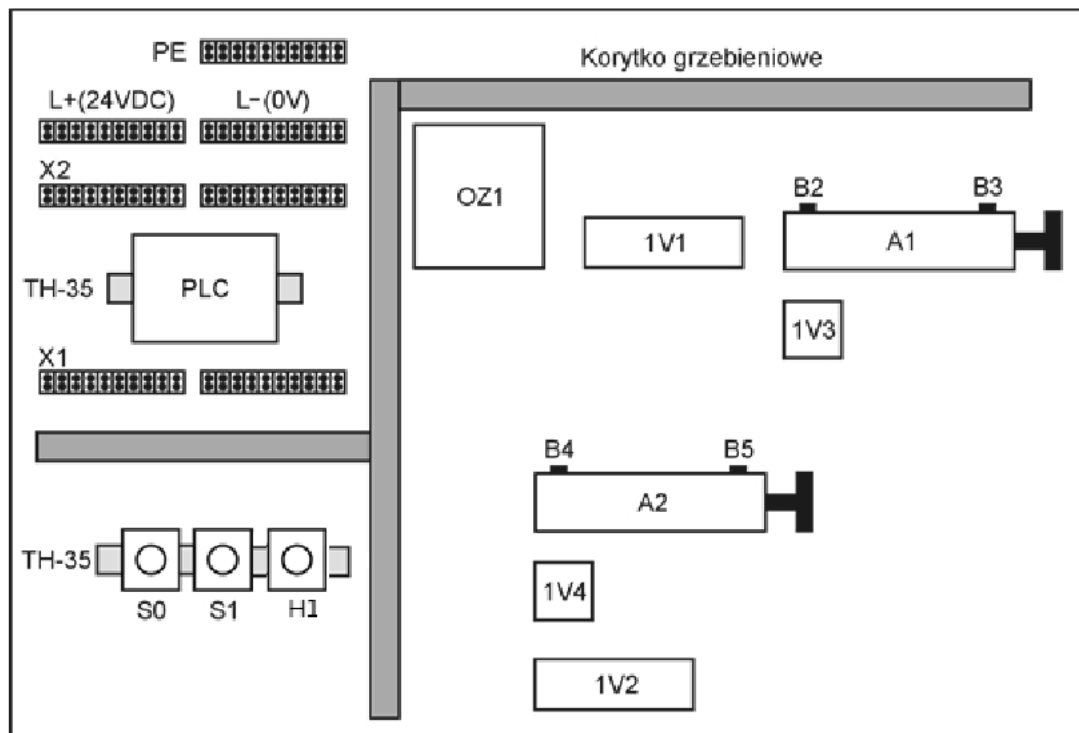 PE
Korytko grzebieniowe
L+(24VDC) L−(0V)
X2
OZ1
B2 B3
1V1
A1
TH-35
PLC
1V3
X1
B4 B5
A2
TH-35
1V4
S0 S1 H1
1V2